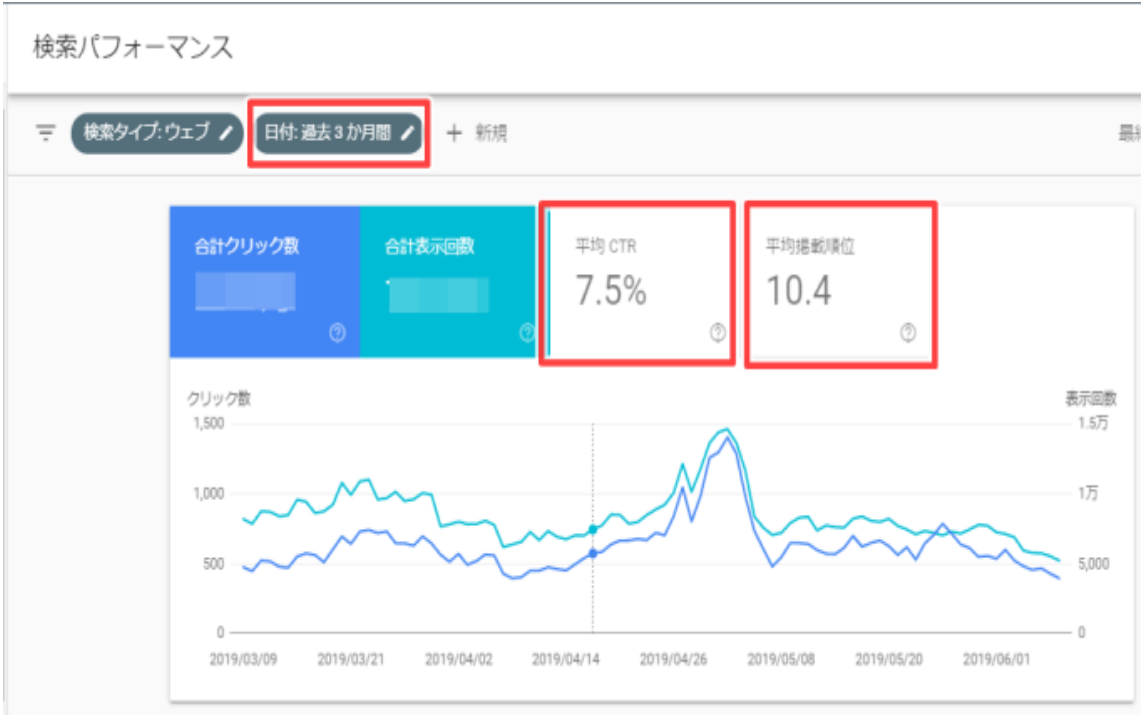 検索パフォーマンス
検索タイプ: ウェブ
日付: 過去 3 か月間
+ 新規
合計クリック数
合計表示回数
平均 CTR
7.5%
平均掲載順位
10.4
クリック数
表示回数
1,500
1.5万
1,000
1万
500
5,000
0
0
2019/03/09 2019/03/21 2019/04/02 2019/04/14 2019/04/26 2019/05/08 2019/05/20 2019/06/01